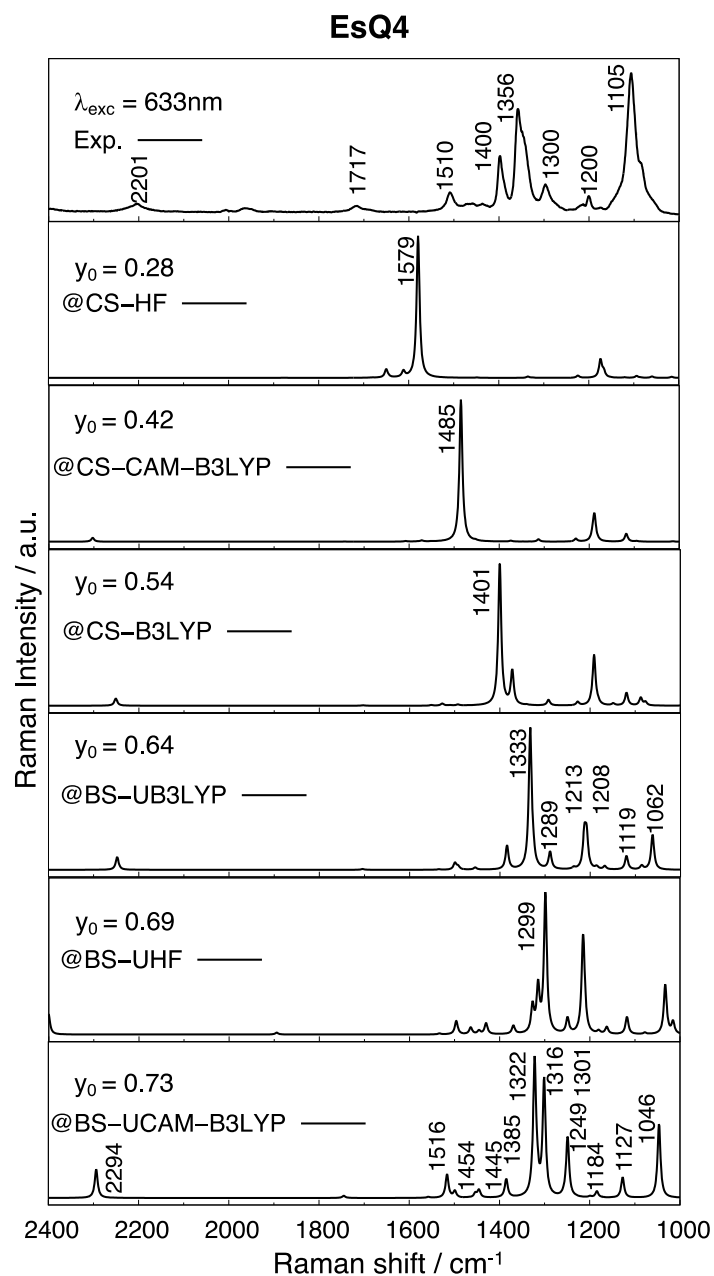 EsQ4
λexc = 633nm
Exp.
2201
1717
1510
1400
1356
1300
1200
1105
y0 = 0.28
@CS–HF
1579
y0 = 0.42
@CS–CAM–B3LYP
1485
y0 = 0.54
@CS–B3LYP
1401
y0 = 0.64
@BS–UB3LYP
1333
1289
1213
1208
1119
1062
y0 = 0.69
@BS–UHF
1299
y0 = 0.73
@BS–UCAM–B3LYP
2294
1516
1454
1445
1385
1322
1316
1301
1249
1184
1127
1046
2400 2200 2000 1800 1600 1400 1200 1000
Raman shift / cm-1
Raman Intensity / a.u.